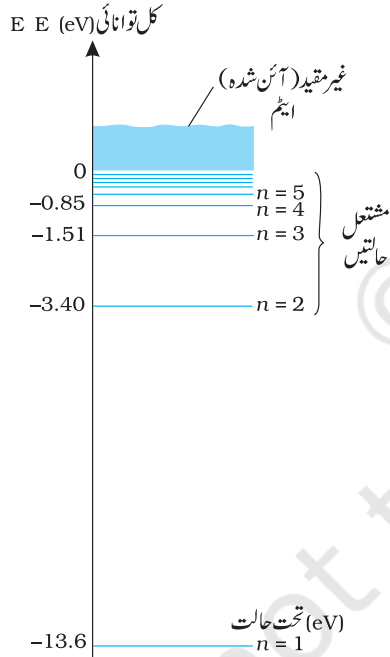 E E (eV) کل توانائی
غیر مقید (آئن شدہ)
ایٹم
0
n = 5
–0.85
n = 4
–1.51
n = 3
مشتعل
حالتیں
–3.40
n = 2
تحت حالت (eV)
–13.6
n = 1
not t
©